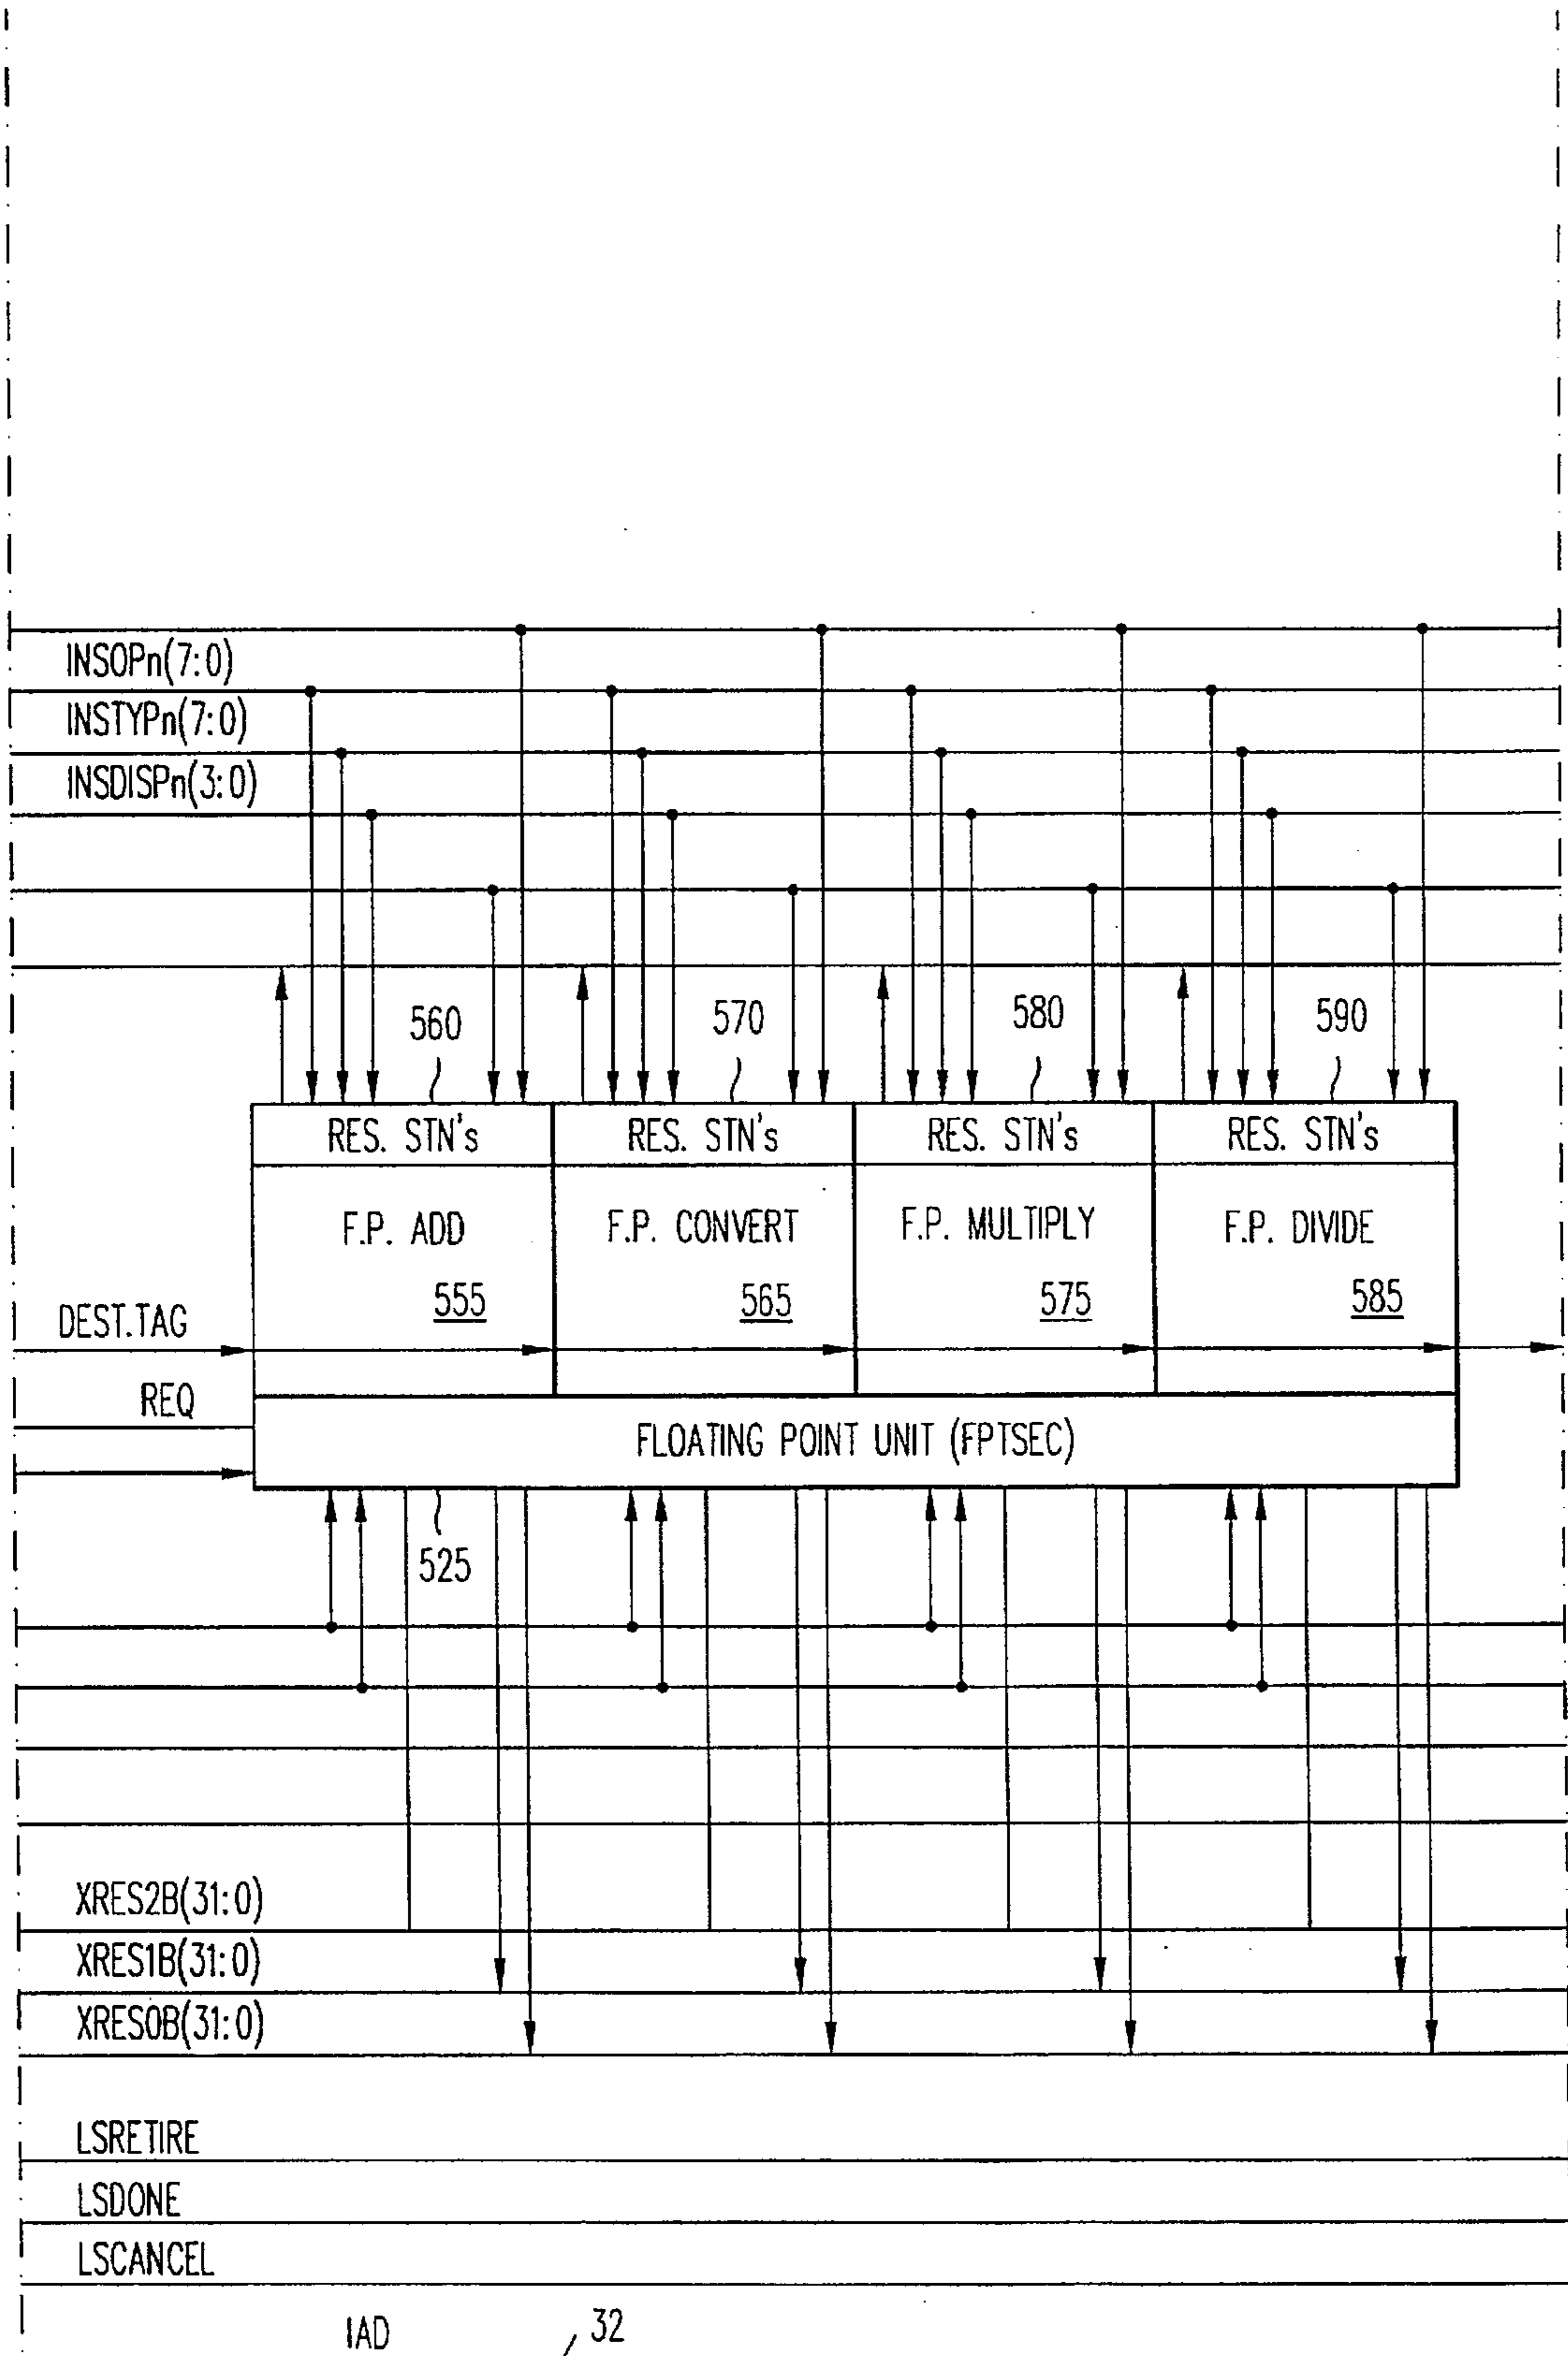 INSOPn(7:0)
INSTYPn(7:0)
INSDISPn(3:0)
560 570 580 590
RES. STN's RES. STN's RES. STN's RES. STN's
F.P. ADD F.P. CONVERT F.P. MULTIPLY F.P. DIVIDE
555 565 575 585
DEST.TAG
REQ
FLOATING POINT UNIT (FPTSEC)
525
XRES2B(31:0)
XRES1B(31:0)
XRES0B(31:0)
LSRETIRE
LSDONE
LSCANCEL
IAD 32